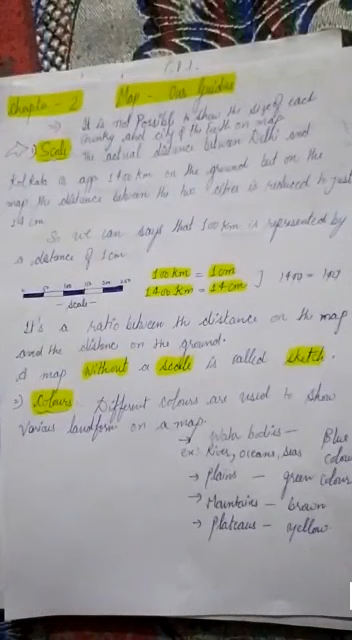 Chapter - 2 Map - Our Guides
⇒ It is not Possible to show the size of each
country and city of the Earth on map
1) Scale the actual distance between Delhi and
Kolkata is app 1400 km on the ground but on the
map the distance between the two cities is reduced to just
14 cm
So we can says that 100 km is represented by
a distance of 1 cm
100 km = 1 cm
1400 km = 14 cm
- Scale -
It's a ratio between the distance on the map
and the distance on the ground.
A map without a scale is called sketch.
2) Colours Different colours are used to show
Various landform on a map.
→ Water bodies - Blue
ex: River, oceans, seas colou
→ Plains - green colour
→ Mountains - brown
→ Plateaus - yellow